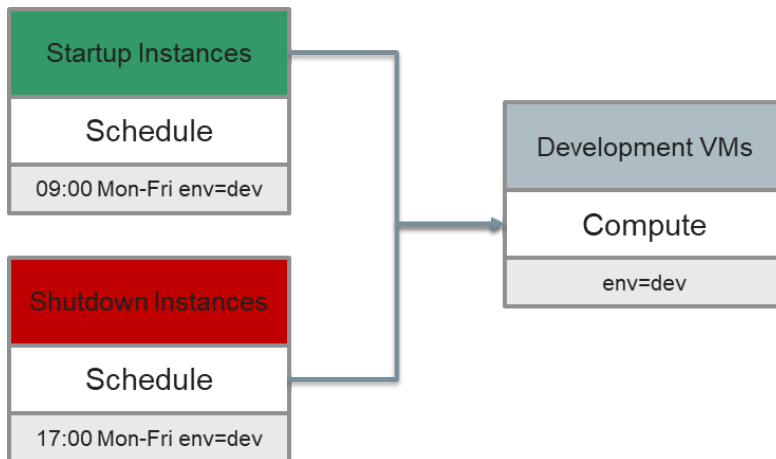 Startup Instances
Schedule
09:00 Mon-Fri env=dev
Shutdown Instances
Schedule
17:00 Mon-Fri env=dev
Development VMs
Compute
env=dev